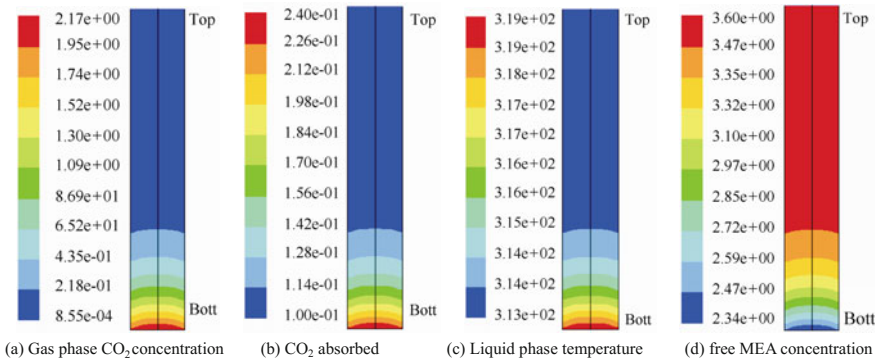 2.17e+00
1.95e+00
1.74e+00
1.52e+00
1.30e+00
1.09e+00
8.69e+01
6.52e+01
4.35e-01
2.18e-01
8.55e-04
Top
Bott
(a) Gas phase CO₂ concentration
2.40e-01
2.26e-01
2.12e-01
1.98e-01
1.84e-01
1.70e-01
1.56e-01
1.42e-01
1.28e-01
1.14e-01
1.00e-01
Top
Bott
(b) CO₂ absorbed
3.19e+02
3.19e+02
3.18e+02
3.17e+02
3.17e+02
3.16e+02
3.16e+02
3.15e+02
3.14e+02
3.14e+02
3.13e+02
Top
Bott
(c) Liquid phase temperature
3.60e+00
3.47e+00
3.35e+00
3.32e+00
3.10e+00
2.97e+00
2.85e+00
2.72e+00
2.59e+00
2.47e+00
2.34e+00
Top
Bott
(d) free MEA concentration